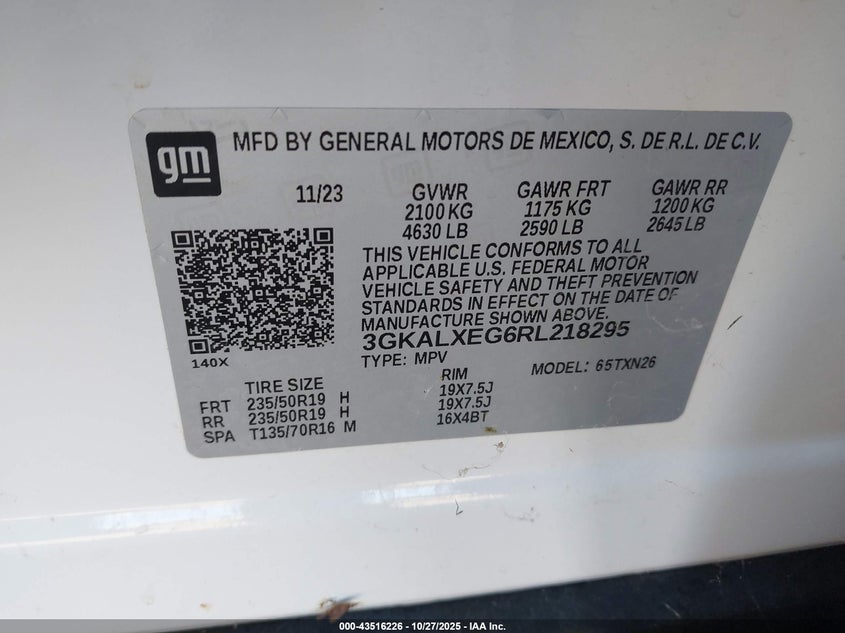 gm MFD BY GENERAL MOTORS DE MEXICO, S. DE R.L. DE C.V.
11/23 GVWR GAWR FRT GAWR RR
2100 KG 1175 KG 1200 KG
4630 LB 2590 LB 2645 LB
THIS VEHICLE CONFORMS TO ALL
APPLICABLE U.S. FEDERAL MOTOR
VEHICLE SAFETY AND THEFT PREVENTION
STANDARDS IN EFFECT ON THE DATE OF
MANUFACTURE SHOWN ABOVE.
3GKALXEG6RL218295
140X TYPE: MPV MODEL: 65TXN26
TIRE SIZE RIM
FRT 235/50R19 H 19X7.5J
RR 235/50R19 H 19X7.5J
SPA T135/70R16 M 16X4BT
000-43516226 - 10/27/2025 - IAA Inc.